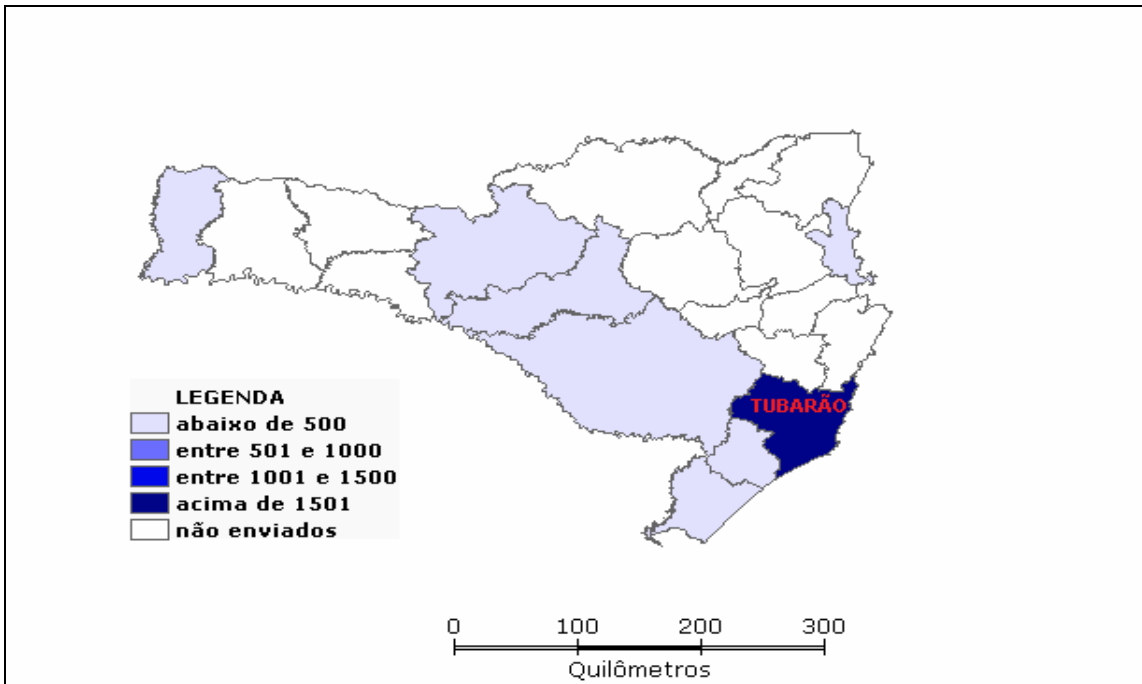 TUBARÃO
LEGENDA
abaixo de 500
entre 501 e 1000
entre 1001 e 1500
acima de 1501
não enviados
0 100 200 300
Quilômetros